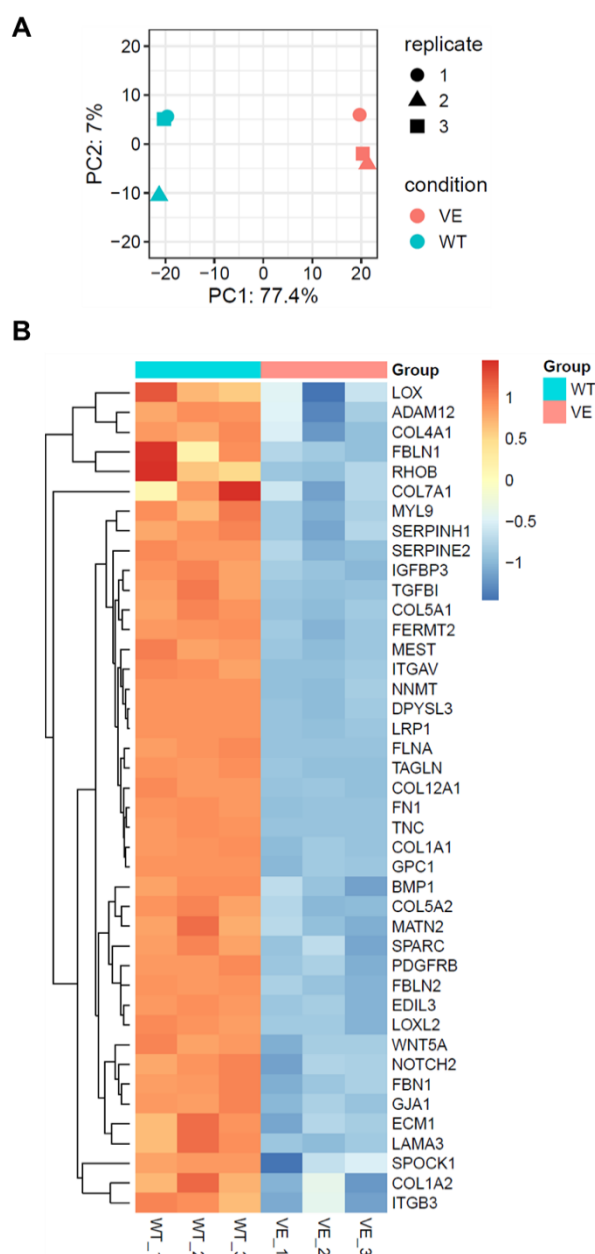 A
20
10
0
−10
−20
PC2: 7%
−20 −10 0 10 20
PC1: 77.4%
replicate
1
2
3
condition
VE
WT
B
Group
LOX
ADAM12
COL4A1
FBLN1
RHOB
COL7A1
MYL9
SERPINH1
SERPINE2
IGFBP3
TGFBI
COL5A1
FERMT2
MEST
ITGAV
NNMT
DPYSL3
LRP1
FLNA
TAGLN
COL12A1
FN1
TNC
COL1A1
GPC1
BMP1
COL5A2
MATN2
SPARC
PDGFRB
FBLN2
EDIL3
LOXL2
WNT5A
NOTCH2
FBN1
GJA1
ECM1
LAMA3
SPOCK1
COL1A2
ITGB3
1
0.5
0
−0.5
−1
Group
WT
VE
WT_1 WT_2 WT_3 VE_1 VE_2 VE_3